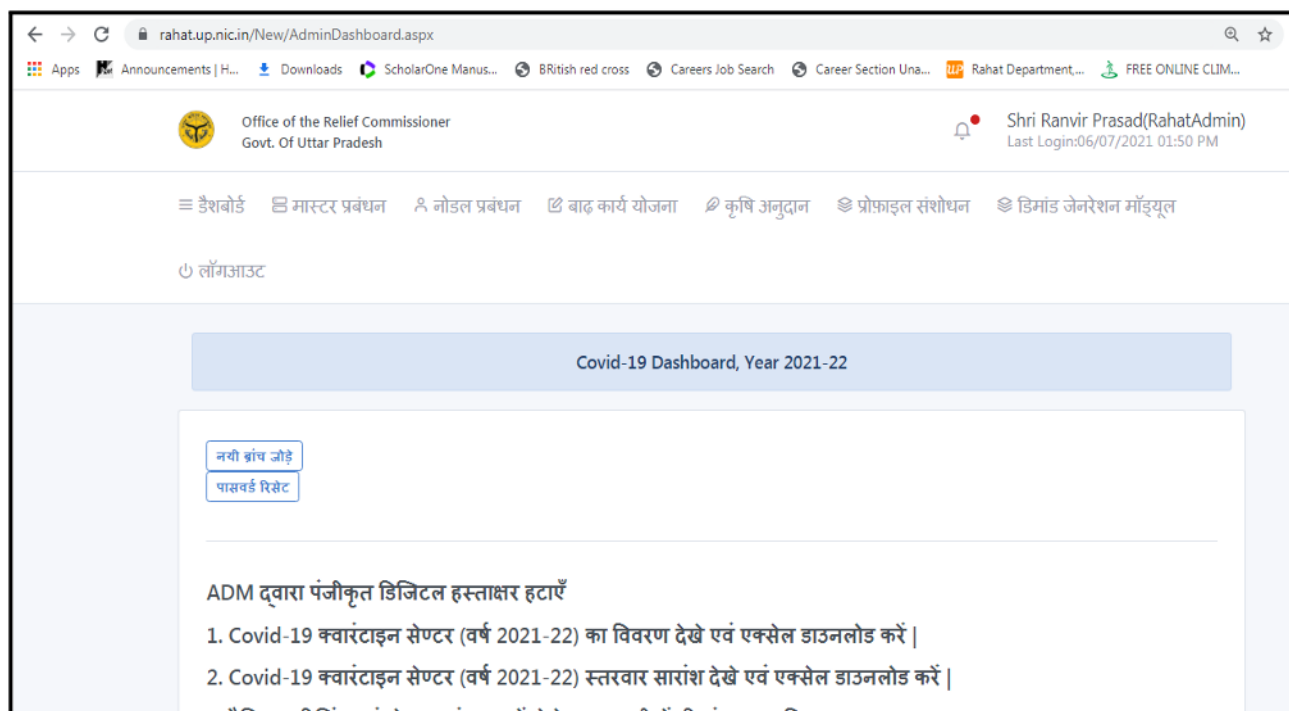 rahat.up.nic.in/New/AdminDashboard.aspx
Apps Announcements | H... Downloads ScholarOne Manus... BRitish red cross Careers Job Search Career Section Una... UP Rahat Department,... FREE ONLINE CLIM...
Office of the Relief Commissioner
Govt. Of Uttar Pradesh
Shri Ranvir Prasad(RahatAdmin)
Last Login:06/07/2021 01:50 PM
डैशबोर्ड मास्टर प्रबंधन नोडल प्रबंधन बाढ़ कार्य योजना कृषि अनुदान प्रोफ़ाइल संशोधन डिमांड जेनरेशन मॉड्यूल
लॉगआउट
Covid-19 Dashboard, Year 2021-22
नयी ब्रांच जोड़े
पासवर्ड रिसेट
ADM द्वारा पंजीकृत डिजिटल हस्ताक्षर हटाएँ
1. Covid-19 क्वारंटाइन सेण्टर (वर्ष 2021-22) का विवरण देखे एवं एक्सेल डाउनलोड करें |
2. Covid-19 क्वारंटाइन सेण्टर (वर्ष 2021-22) स्तरवार सारांश देखे एवं एक्सेल डाउनलोड करें |